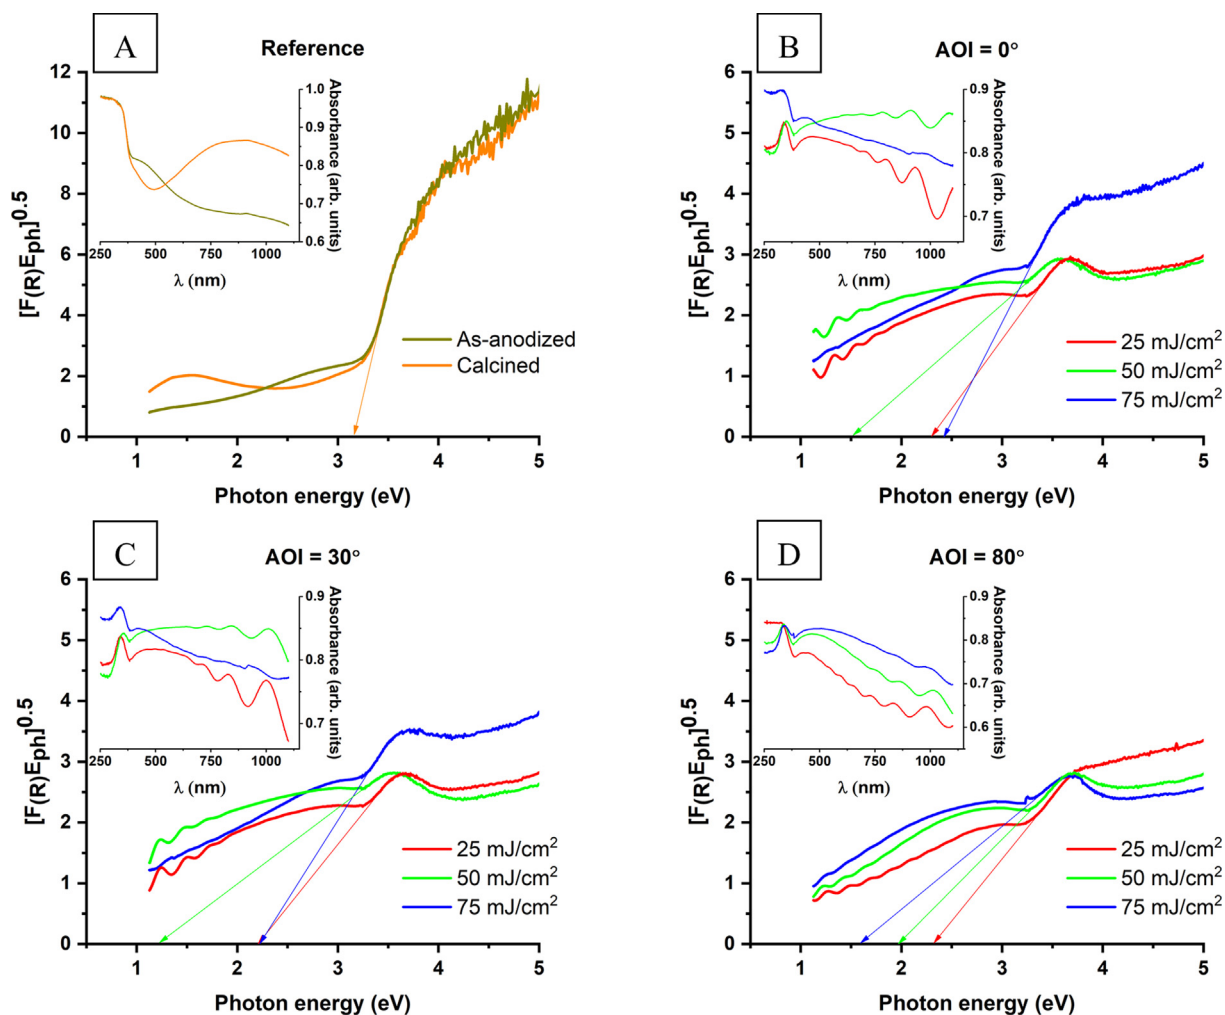 A
Reference
[F(R)Eph]0.5
12
10
8
6
4
2
0
1.0
0.9
0.8
0.7
0.6
Absorbance (arb. units)
250 500 750 1000
λ (nm)
As-anodized
Calcined
1 2 3 4 5
Photon energy (eV)
B
AOI = 0°
[F(R)Eph]0.5
6
5
4
3
2
1
0
0.9
0.8
0.7
Absorbance (arb. units)
250 500 750 1000
λ (nm)
25 mJ/cm2
50 mJ/cm2
75 mJ/cm2
1 2 3 4 5
Photon energy (eV)
C
AOI = 30°
[F(R)Eph]0.5
6
5
4
3
2
1
0
0.9
0.8
0.7
Absorbance (arb. units)
250 500 750 1000
λ (nm)
25 mJ/cm2
50 mJ/cm2
75 mJ/cm2
1 2 3 4 5
Photon energy (eV)
D
AOI = 80°
[F(R)Eph]0.5
6
5
4
3
2
1
0
0.9
0.8
0.7
0.6
Absorbance (arb. units)
250 500 750 1000
λ (nm)
25 mJ/cm2
50 mJ/cm2
75 mJ/cm2
1 2 3 4 5
Photon energy (eV)